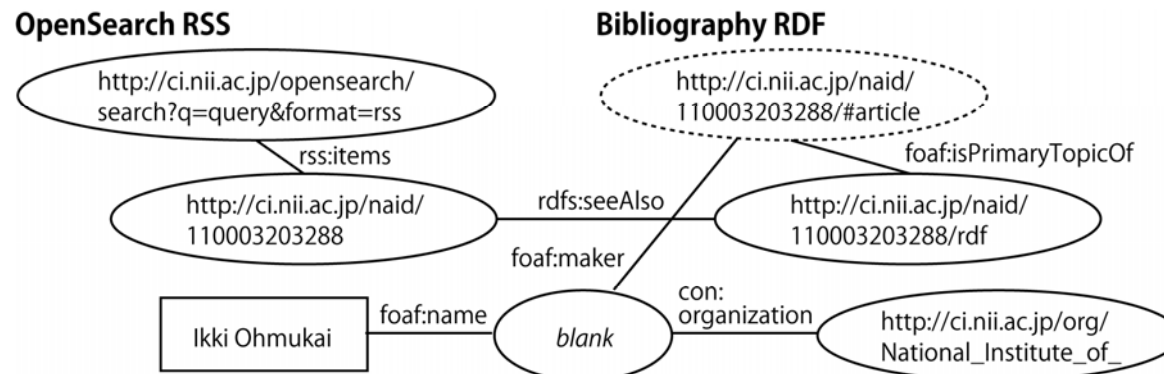 OpenSearch RSS
Bibliography RDF
http://ci.nii.ac.jp/opensearch/
search?q=query&format=rss
http://ci.nii.ac.jp/naid/
110003203288/#article
rss:items
foaf:isPrimaryTopicOf
http://ci.nii.ac.jp/naid/
110003203288
rdfs:seeAlso
http://ci.nii.ac.jp/naid/
110003203288/rdf
foaf:maker
Ikki Ohmukai
foaf:name
blank
con:
organization
http://ci.nii.ac.jp/org/
National_Institute_of_